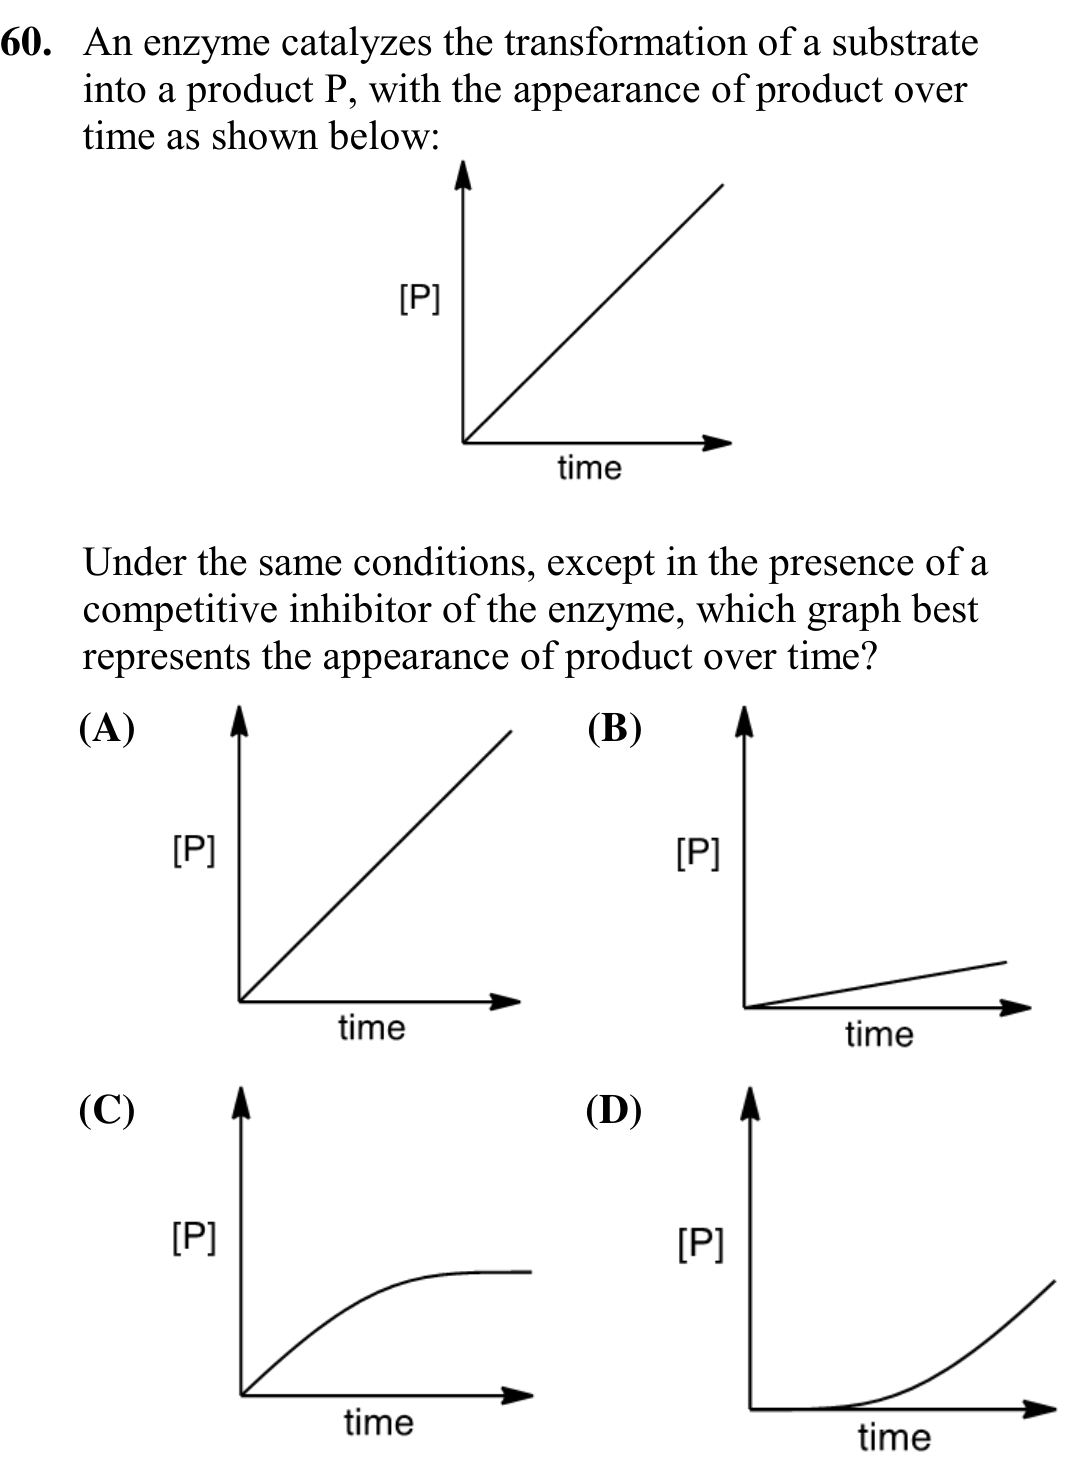 60. An enzyme catalyzes the transformation of a substrate
into a product P, with the appearance of product over
time as shown below:
[P]
time
Under the same conditions, except in the presence of a
competitive inhibitor of the enzyme, which graph best
represents the appearance of product over time?
(A)
[P]
time
(B)
[P]
time
(C)
[P]
time
(D)
[P]
time